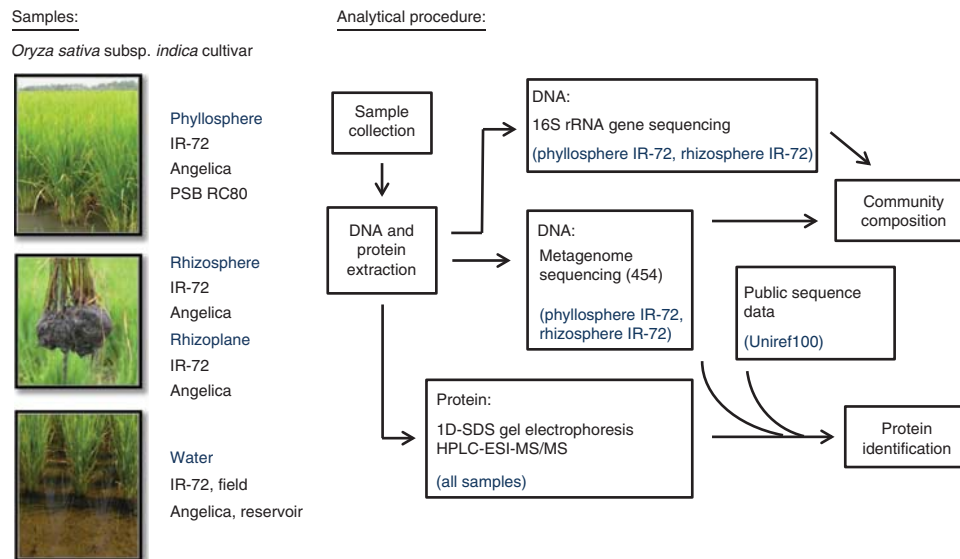 Samples:
Oryza sativa subsp. indica cultivar
Phyllosphere
IR-72
Angelica
PSB RC80
Rhizosphere
IR-72
Angelica
Rhizoplane
IR-72
Angelica
Water
IR-72, field
Angelica, reservoir
Analytical procedure:
Sample
collection
DNA and
protein
extraction
DNA:
16S rRNA gene sequencing
(phyllosphere IR-72, rhizosphere IR-72)
DNA:
Metagenome
sequencing (454)
(phyllosphere IR-72,
rhizosphere IR-72)
Community
composition
Public sequence
data
(Uniref100)
Protein:
1D-SDS gel electrophoresis
HPLC-ESI-MS/MS
(all samples)
Protein
identification